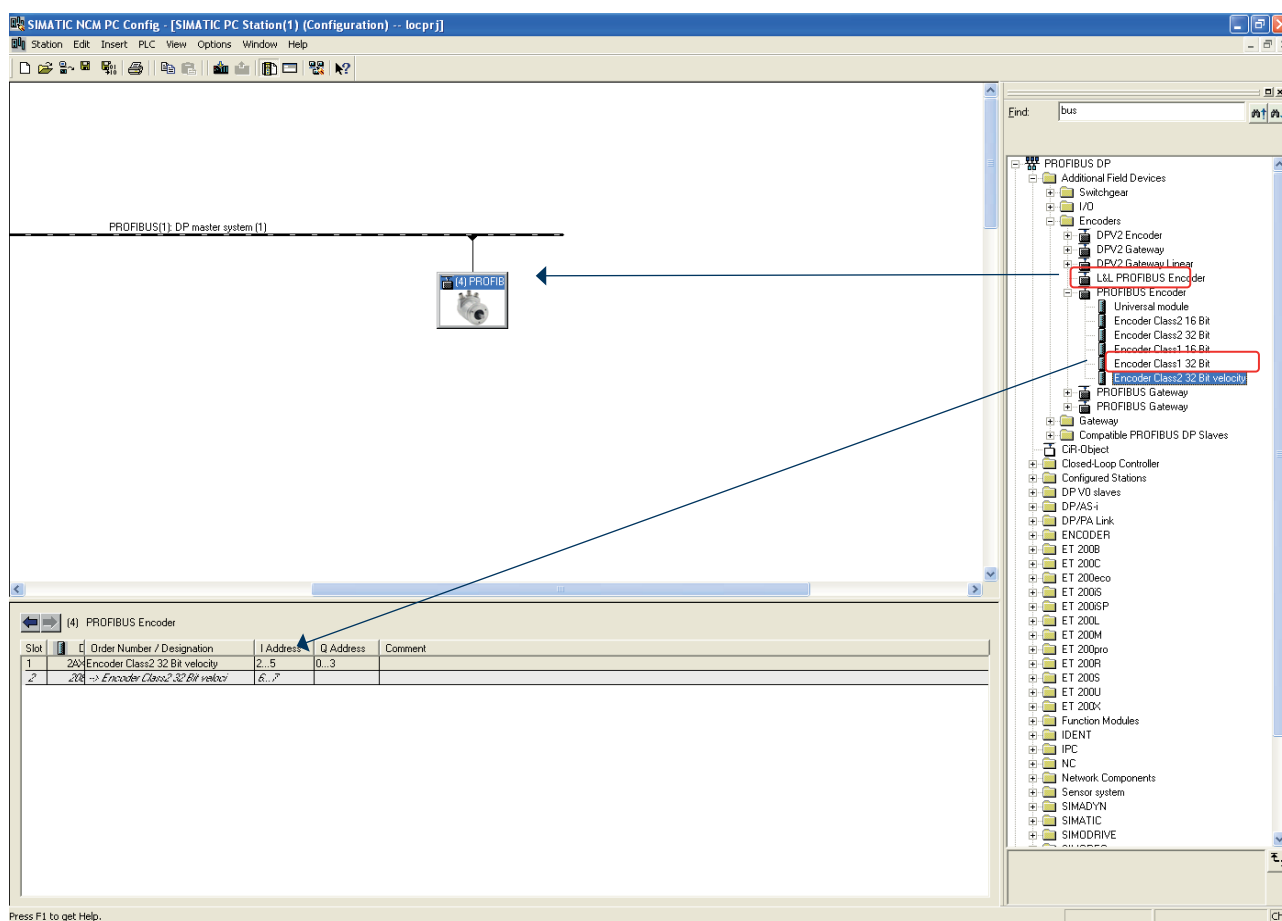 SIMATIC NCM PC Config - [SIMATIC PC Station(1) (Configuration) -- locprj]
Station Edit Insert PLC View Options Window Help
PROFIBUS(1): DP master system (1)
(4) PROFIB
Find: bus
PROFIBUS DP
Additional Field Devices
Switchgear
I/O
Encoders
DPV2 Encoder
DPV2 Gateway
DPV2 Gateway Linear
L&L PROFIBUS Encoder
PROFIBUS Encoder
Universal module
Encoder Class2 16 Bit
Encoder Class2 32 Bit
Encoder Class1 16 Bit
Encoder Class1 32 Bit
Encoder Class2 32 Bit velocity
PROFIBUS Gateway
PROFIBUS Gateway
Gateway
Compatible PROFIBUS DP Slaves
CiR-Object
Closed-Loop Controller
Configured Stations
DP V0 slaves
DP/AS-i
DP/PA Link
ENCODER
ET 200B
ET 200C
ET 200eco
ET 200iS
ET 200iSP
ET 200L
ET 200M
ET 200pro
ET 200R
ET 200S
ET 200U
ET 200X
Function Modules
IDENT
IPC
NC
Network Components
Sensor system
SIMADYN
SIMATIC
SIMODRIVE
(4) PROFIBUS Encoder
Slot D Order Number / Designation I Address Q Address Comment
1 2AX Encoder Class2 32 Bit velocity 2...5 0...3
2 208 --> Encoder Class2 32 Bit veloci 6...7
Press F1 to get Help.
Ch